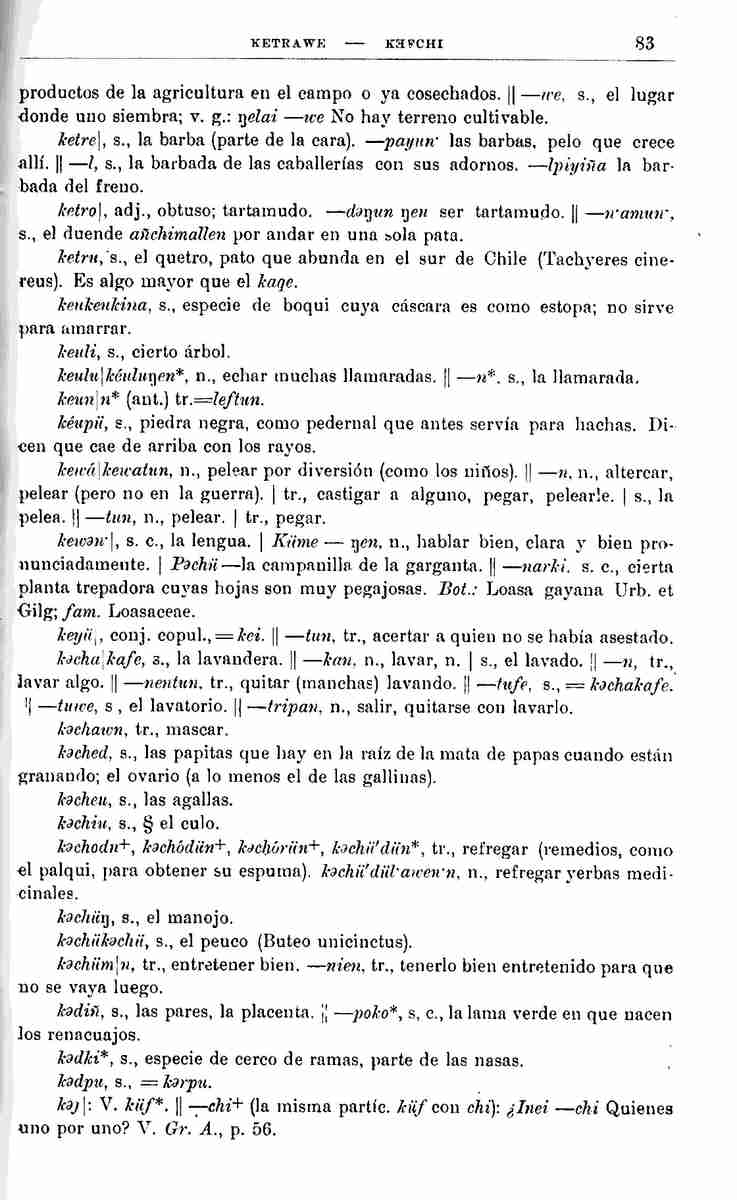 KETRAWE — KƏFCHI 83
productos de la agricultura en el campo o ya cosechados. || —we, s., el lugar
donde uno siembra; v. g.: ŋelai —we No hay terreno cultivable.
ketre|, s., la barba (parte de la cara). —payun· las barbas, pelo que crece
allí. || —l, s., la barbada de las caballerías con sus adornos. —lpiyiña la bar-
bada del freno.
ketro|, adj., obtuso; tartamudo. —dəŋun ŋen ser tartamudo. || —n·amun·,
s., el duende añchimallen por andar en una sola pata.
ketru, s., el quetro, pato que abunda en el sur de Chile (Tachyeres cine-
reus). Es algo mayor que el kaqe.
keukeukina, s., especie de boqui cuya cáscara es como estopa; no sirve
para amarrar.
keuli, s., cierto árbol.
keulu|kéuluŋen*, n., echar muchas llamaradas. || —n*. s., la llamarada.
keun|n* (ant.) tr.=leftun.
kéupü, s., piedra negra, como pedernal que antes servía para hachas. Di-
cen que cae de arriba con los rayos.
kewá|kewatun, n., pelear por diversión (como los niños). || —n, n., altercar,
pelear (pero no en la guerra). | tr., castigar a alguno, pegar, pelearle. | s., la
pelea. || —tun, n., pelear. | tr., pegar.
kewən·|, s. c., la lengua. | Küme — ŋen, n., hablar bien, clara y bien pro-
nunciadamente. | Pəchü —la campanilla de la garganta. || —narki. s. c., cierta
planta trepadora cuyas hojas son muy pegajosas. Bot.: Loasa gayana Urb. et
Gilg; fam. Loasaceae.
keyü|, conj. copul., = kei. || —tun, tr., acertar a quien no se había asestado.
kəcha|kafe, s., la lavandera. || —kan, n., lavar, n. | s., el lavado. || —n, tr.,
lavar algo. || —nentun, tr., quitar (manchas) lavando. || —tufe, s., = kəchakafe.
|| —tuwe, s , el lavatorio. || —tripan, n., salir, quitarse con lavarlo.
kəchawn, tr., mascar.
kəched, s., las papitas que hay en la raíz de la mata de papas cuando están
granando; el ovario (a lo menos el de las gallinas).
kəcheu, s., las agallas.
kəchiu, s., § el culo.
kəchodn+, kəchódün+, kəchórün+, kəchü'dün*, tr., refregar (remedios, como
el palqui, para obtener su espuma). kəchü'dül·awen·n, n., refregar yerbas medi-
cinales.
kəchüŋ, s., el manojo.
kəchükəchü, s., el peuco (Buteo unicinctus).
kəchüm|n, tr., entretener bien. —nien, tr., tenerlo bien entretenido para que
no se vaya luego.
kədiñ, s., las pares, la placenta. || —poko*, s, c., la lama verde en que nacen
los renacuajos.
kədki*, s., especie de cerco de ramas, parte de las nasas.
kədpu, s., = kərpu.
kəf|: V. küf*. || —chi+ (la misma partíc. küf con chi): ¿Inei —chi Quienes
uno por uno? V. Gr. A., p. 56.